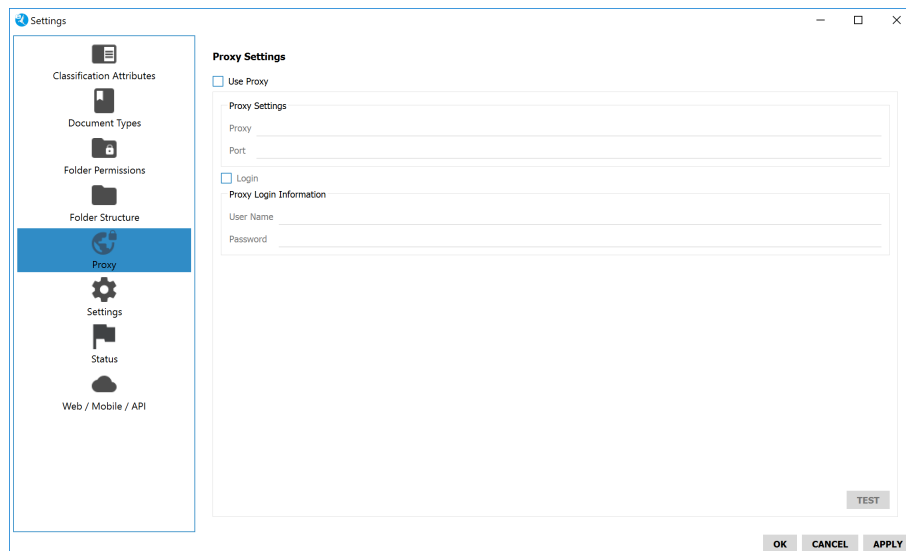 Settings
Classification Attributes
Document Types
Folder Permissions
Folder Structure
Proxy
Settings
Status
Web / Mobile / API
Proxy Settings
Use Proxy
Proxy Settings
Proxy
Port
Login
Proxy Login Information
User Name
Password
TEST
OK CANCEL APPLY